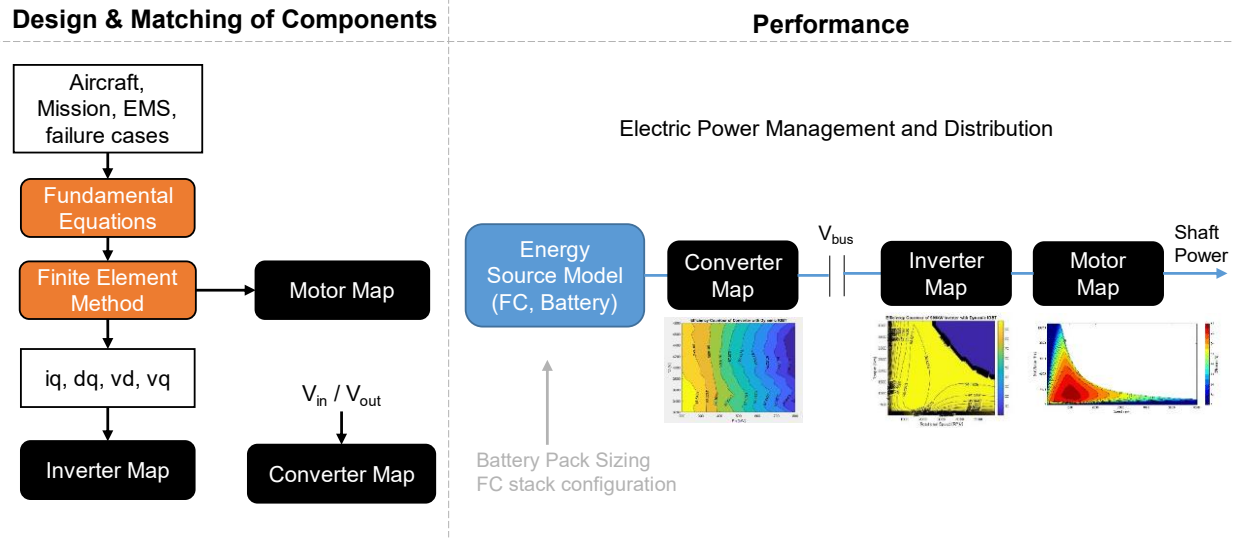 Design & Matching of Components
Performance
Aircraft,
Mission, EMS,
failure cases
Fundamental
Equations
Finite Element
Method
Motor Map
iq, dq, vd, vq
Vin / Vout
Inverter Map
Converter Map
Electric Power Management and Distribution
Energy
Source Model
(FC, Battery)
Converter
Map
Vbus
Inverter
Map
Motor
Map
Shaft
Power
Battery Pack Sizing
FC stack configuration